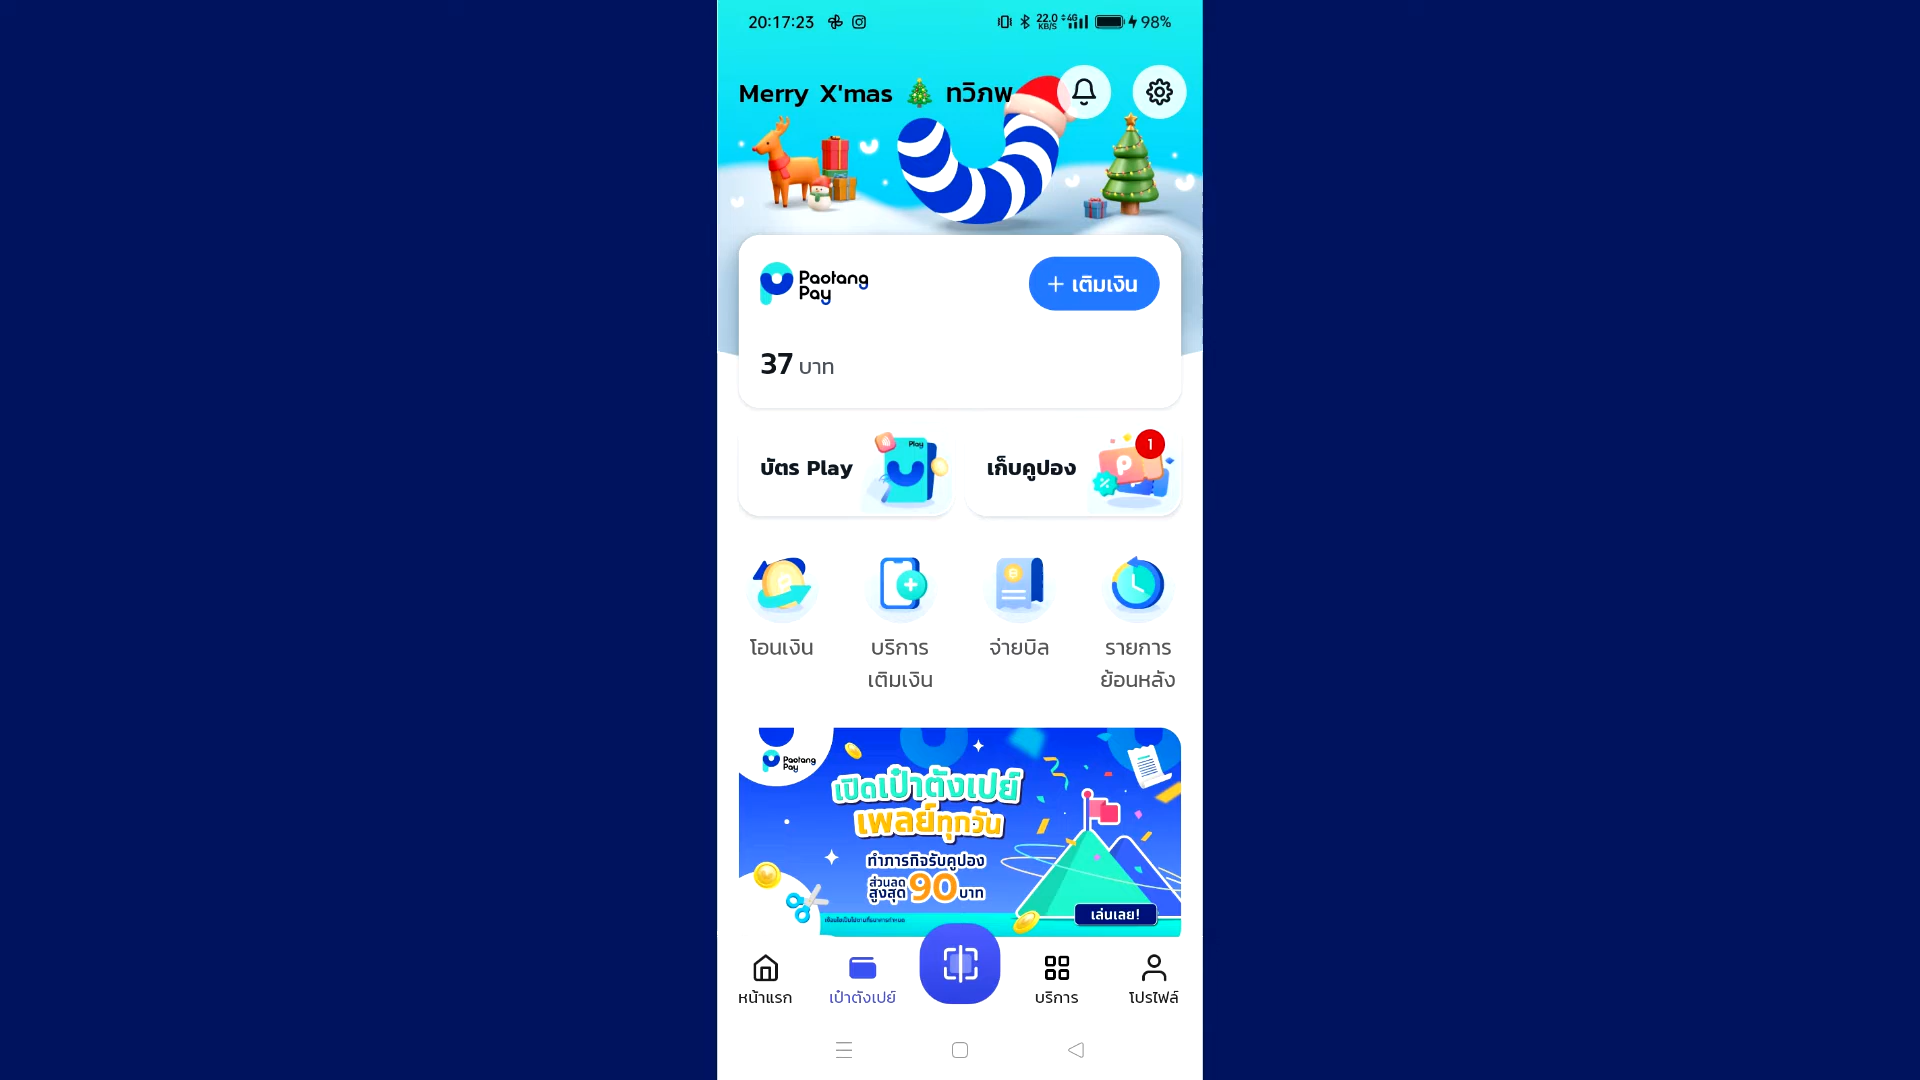 20:17:23 22.0 KB/S 4G 98%
Merry X'mas 🎄 ทวิภพ
Paotang
Pay
+ เติมเงิน
37 บาท
บัตร Play
Play
เก็บคูปอง
1
โอนเงิน
บริการ
เติมเงิน
จ่ายบิล
รายการ
ย้อนหลัง
Paotang
Pay
เปิดเป๋าตังเปย์
เพลย์ทุกวัน
ทำภารกิจรับคูปอง
ส่วนลด
สูงสุด 90 บาท
เล่นเลย!
หน้าแรก
เป๋าตังเปย์
บริการ
โปรไฟล์